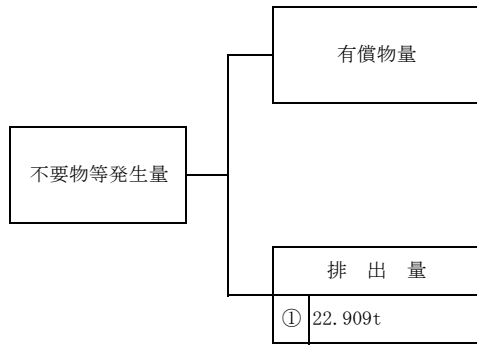 有償物量
不要物等発生量
排 出 量
① 22.909t